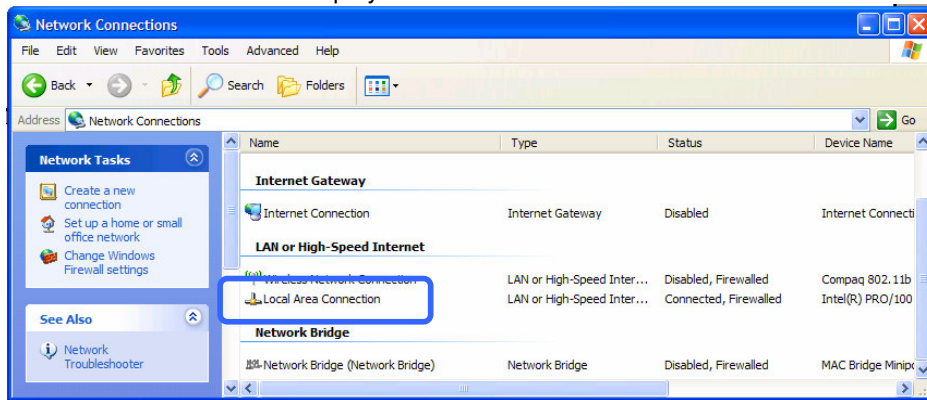 Network Connections
File Edit View Favorites Tools Advanced Help
Back Search Folders
Address Network Connections Go
Name Type Status Device Name
Network Tasks
Create a new
connection
Set up a home or small
office network
Change Windows
Firewall settings
See Also
Network
Troubleshooter
Internet Gateway
Internet Connection Internet Gateway Disabled Internet Connecti
LAN or High-Speed Internet
Wireless Network Connection LAN or High-Speed Inter... Disabled, Firewalled Compaq 802.11b
Local Area Connection LAN or High-Speed Inter... Connected, Firewalled Intel(R) PRO/100
Network Bridge
Network Bridge (Network Bridge) Network Bridge Disabled, Firewalled MAC Bridge Minipo